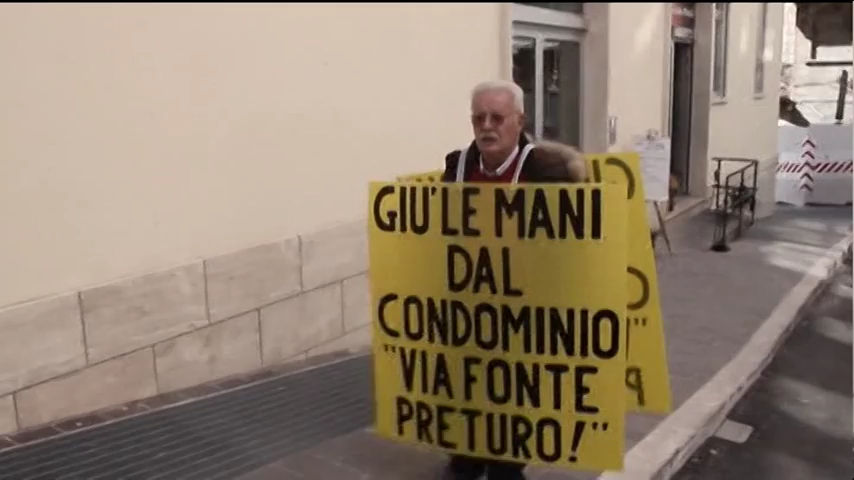 GIU' LE MANI
DAL
CONDOMINIO
"VIA FONTE
PRETURO!"